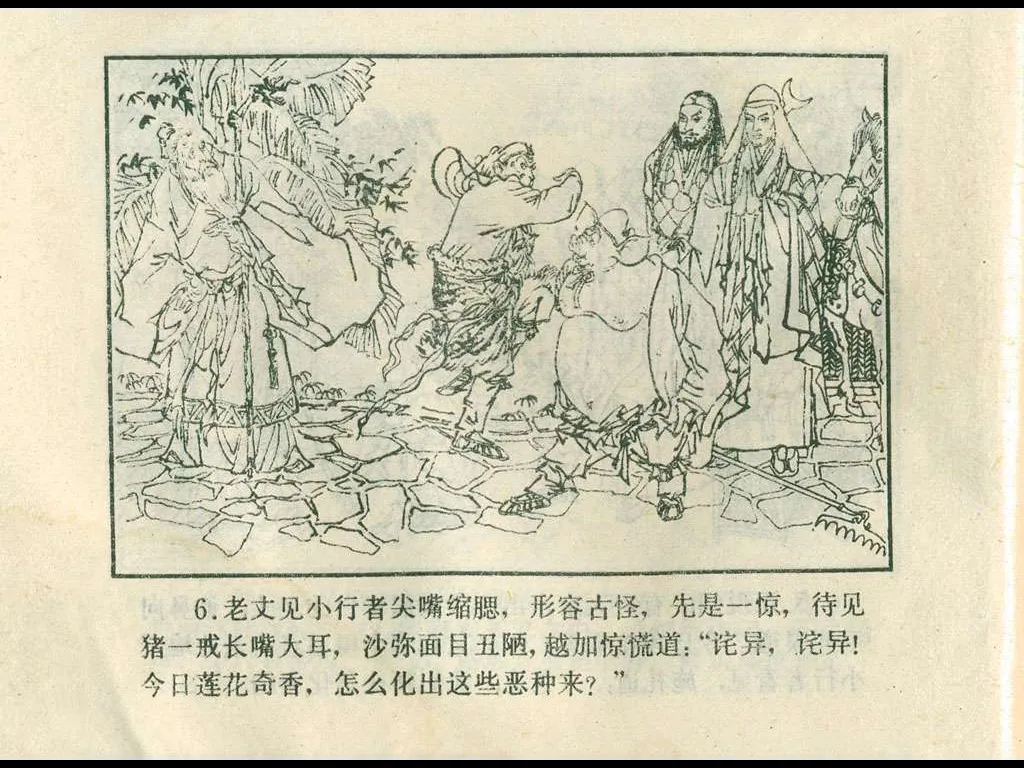 6.老丈见小行者尖嘴缩腮，形容古怪，先是一惊，待见
猪一戒长嘴大耳，沙弥面目丑陋，越加惊慌道：“诧异，诧异！
今日莲花奇香，怎么化出这些恶种来？”